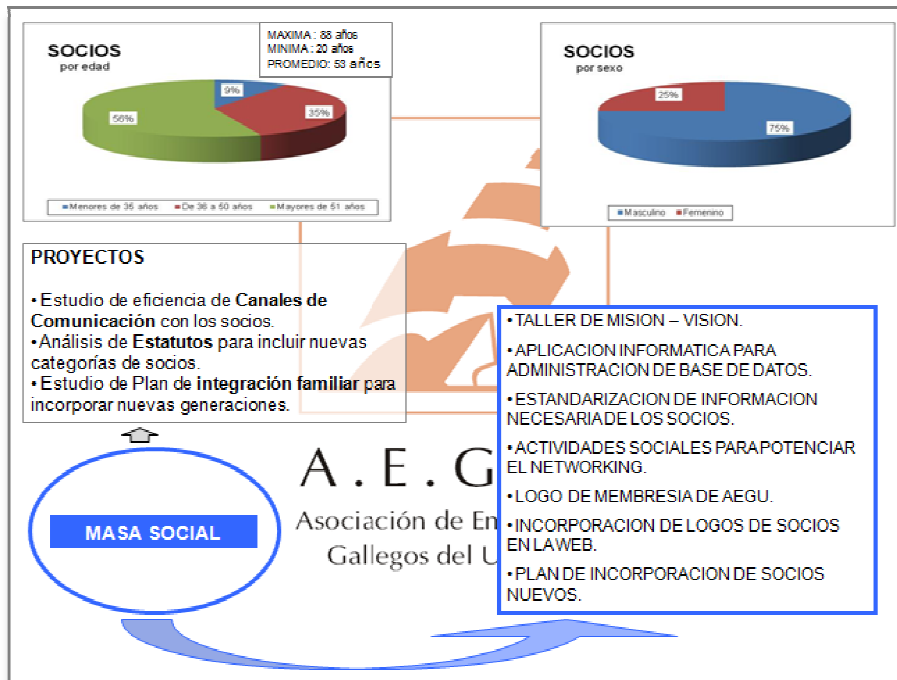 SOCIOS
por edad
MAXIMA : 88 años
MINIMA : 20 años
PROMEDIO: 53 años
9%
35%
56%
Menores de 35 años De 36 a 50 años Mayores de 51 años
SOCIOS
por sexo
25%
75%
Masculino Femenino
PROYECTOS
• Estudio de eficiencia de Canales de
Comunicación con los socios.
• Análisis de Estatutos para incluir nuevas
categorías de socios.
• Estudio de Plan de integración familiar para
incorporar nuevas generaciones.
MASA SOCIAL
A . E . G
Asociación de Em
Gallegos del U
• TALLER DE MISION – VISION.
• APLICACION INFORMATICA PARA
ADMINISTRACION DE BASE DE DATOS.
• ESTANDARIZACION DE INFORMACION
NECESARIA DE LOS SOCIOS.
• ACTIVIDADES SOCIALES PARA POTENCIAR
EL NETWORKING.
• LOGO DE MEMBRESIA DE AEGU.
• INCORPORACION DE LOGOS DE SOCIOS
EN LA WEB.
• PLAN DE INCORPORACION DE SOCIOS
NUEVOS.